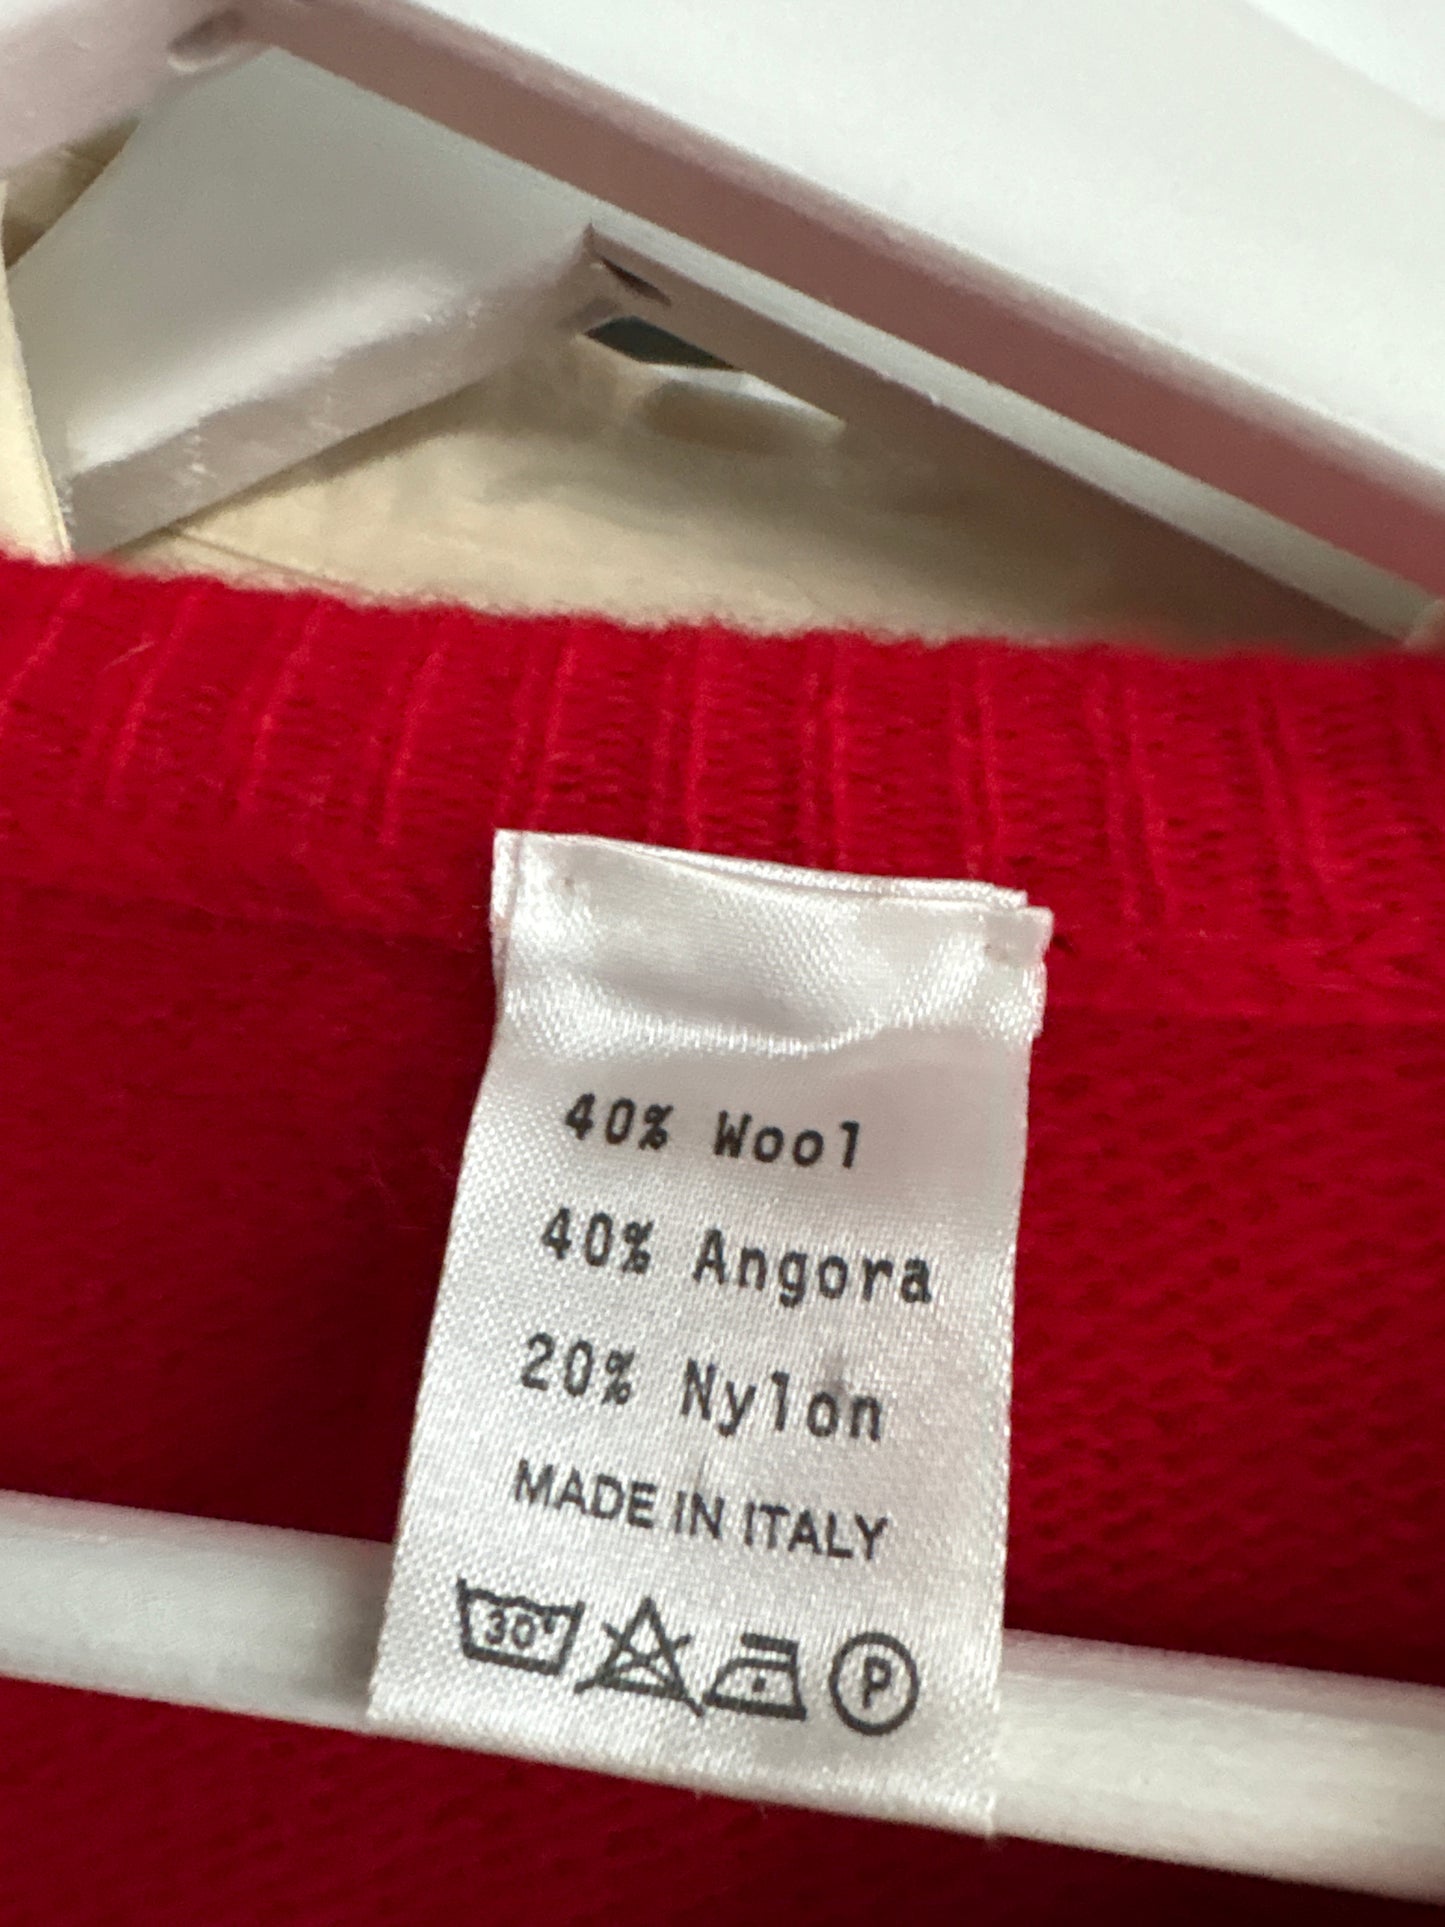 40% Wool
40% Angora
20% Nylon
MADE IN ITALY
30°
P